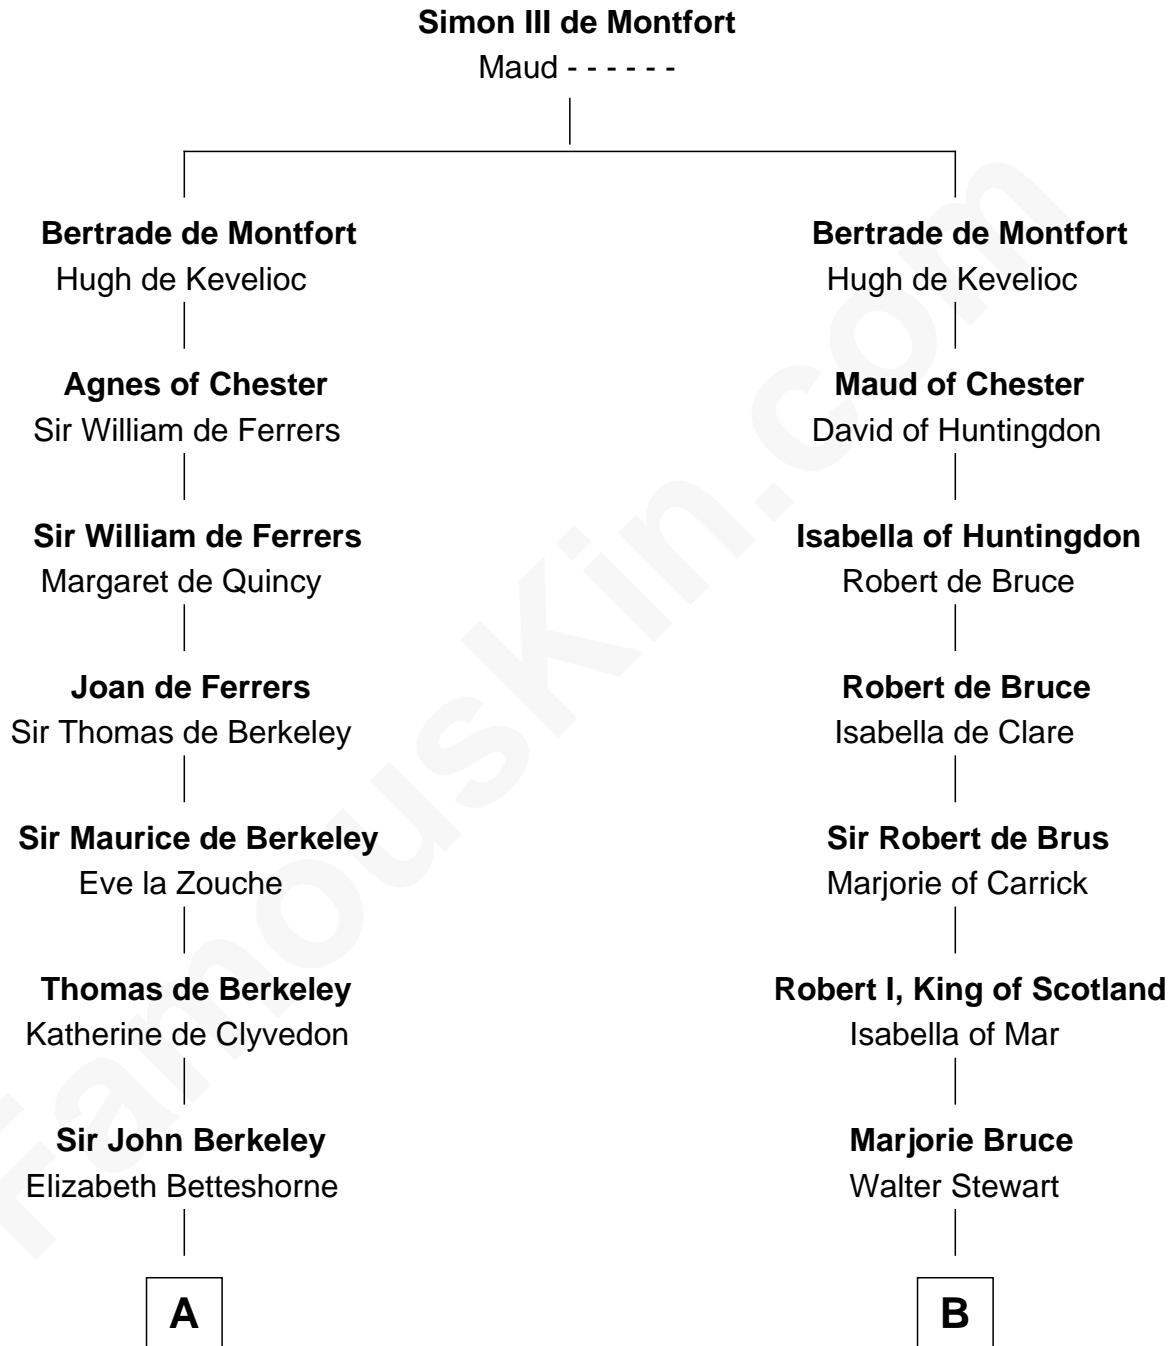 Simon III de Montfort
Maud - - - - - -
Bertrade de Montfort
Hugh de Kevelioc
Agnes of Chester
Sir William de Ferrers
Sir William de Ferrers
Margaret de Quincy
Joan de Ferrers
Sir Thomas de Berkeley
Sir Maurice de Berkeley
Eve la Zouche
Thomas de Berkeley
Katherine de Clyvedon
Sir John Berkeley
Elizabeth Betteshorne
A
Bertrade de Montfort
Hugh de Kevelioc
Maud of Chester
David of Huntingdon
Isabella of Huntingdon
Robert de Bruce
Robert de Bruce
Isabella de Clare
Sir Robert de Brus
Marjorie of Carrick
Robert I, King of Scotland
Isabella of Mar
Marjorie Bruce
Walter Stewart
B
FamousKin.com